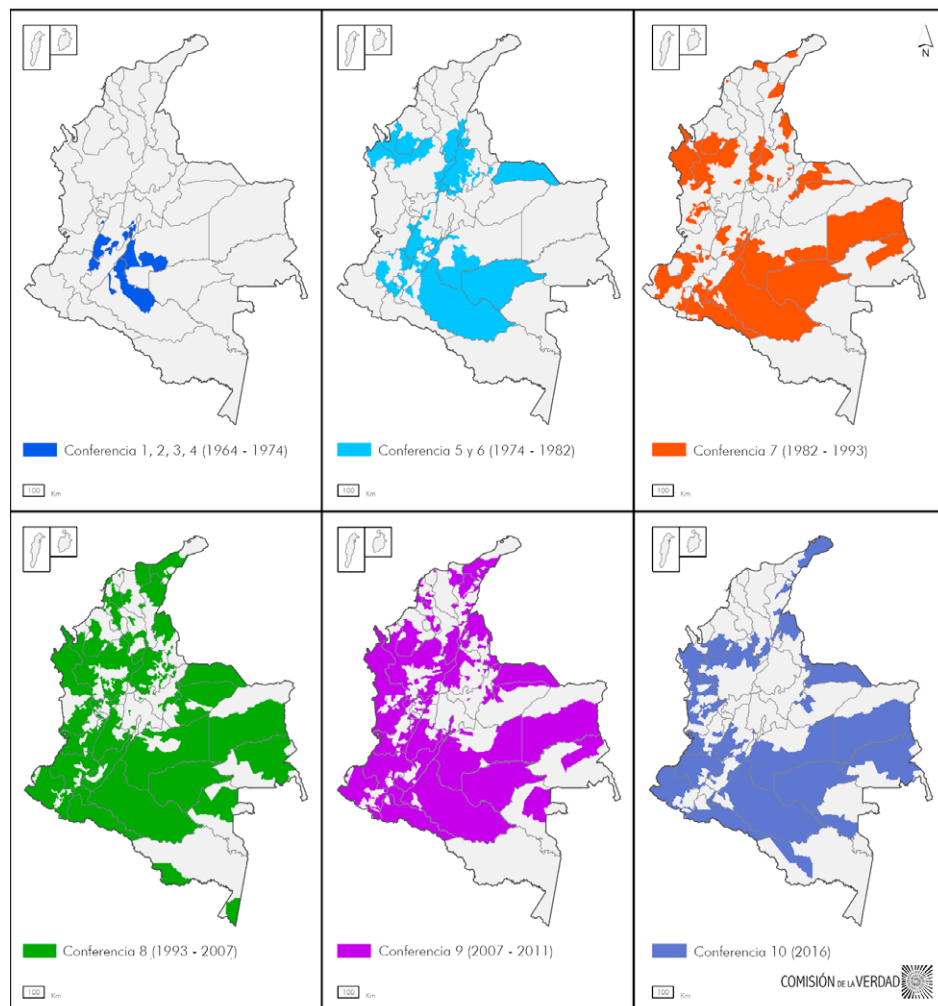 N
Conferencia 1, 2, 3, 4 (1964 - 1974)
100 Km
Conferencia 5 y 6 (1974 - 1982)
100 Km
Conferencia 7 (1982 - 1993)
100 Km
Conferencia 8 (1993 - 2007)
100 Km
Conferencia 9 (2007 - 2011)
100 Km
Conferencia 10 (2016)
100 Km
COMISIÓN DE LA VERDAD